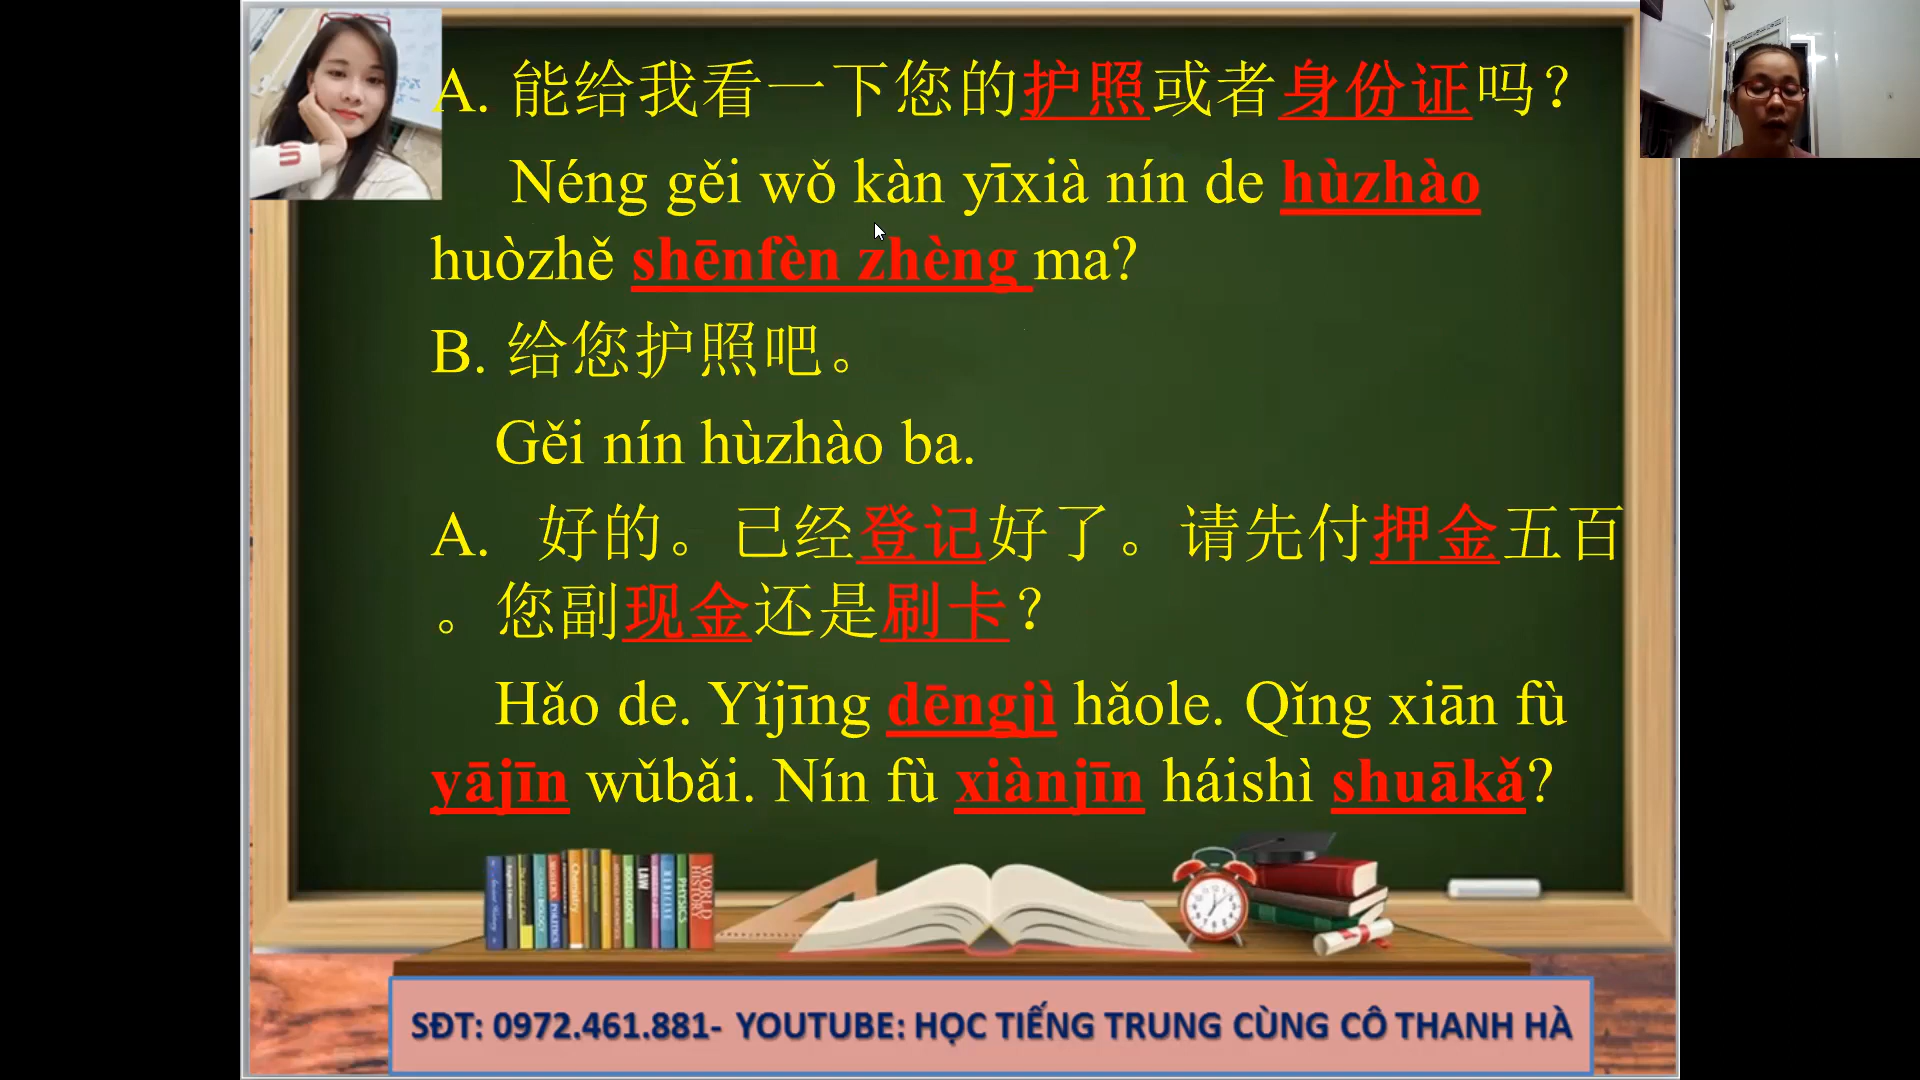 A. 能给我看一下您的护照或者身份证吗？
Néng gěi wǒ kàn yīxià nín de hùzhào
huòzhě shēnfèn zhèng ma?
B. 给您护照吧。
Gěi nín hùzhào ba.
A. 好的。已经登记好了。请先付押金五百
。您副现金还是刷卡？
Hǎo de. Yǐjīng dēngjì hǎole. Qǐng xiān fù
yājīn wǔbǎi. Nín fù xiànjīn háishì shuākǎ?
LAW
PHYSICS
WORLD HISTORY
SĐT: 0972.461.881- YOUTUBE: HỌC TIẾNG TRUNG CÙNG CÔ THANH HÀ